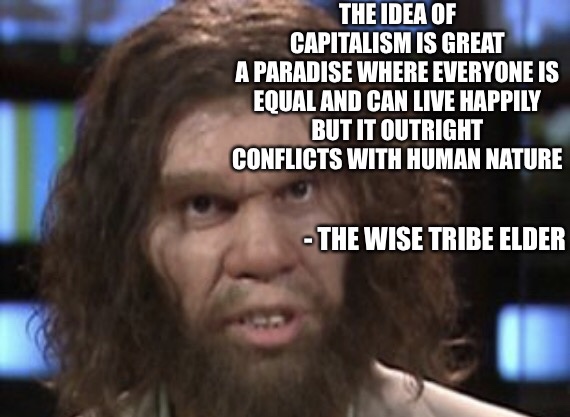 THE IDEA OF
CAPITALISM IS GREAT
A PARADISE WHERE EVERYONE IS
EQUAL AND CAN LIVE HAPPILY
BUT IT OUTRIGHT
CONFLICTS WITH HUMAN NATURE
- THE WISE TRIBE ELDER